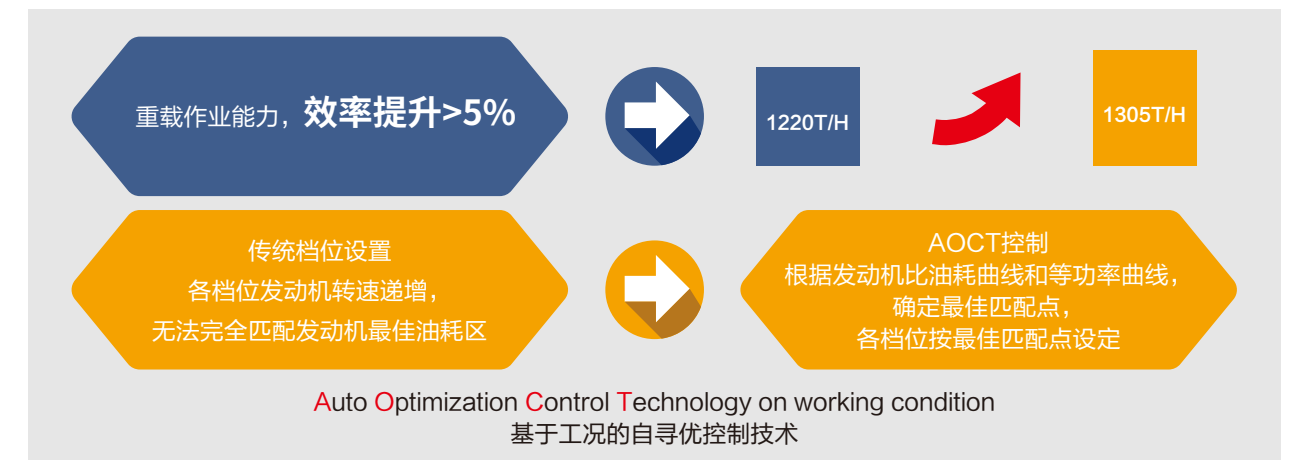 重载作业能力，效率提升>5%
1220T/H
1305T/H
传统档位设置
各档位发动机转速递增，
无法完全匹配发动机最佳油耗区
AOCT控制
根据发动机比油耗曲线和等功率曲线，
确定最佳匹配点，
各档位按最佳匹配点设定
Auto Optimization Control Technology on working condition
基于工况的自寻优控制技术